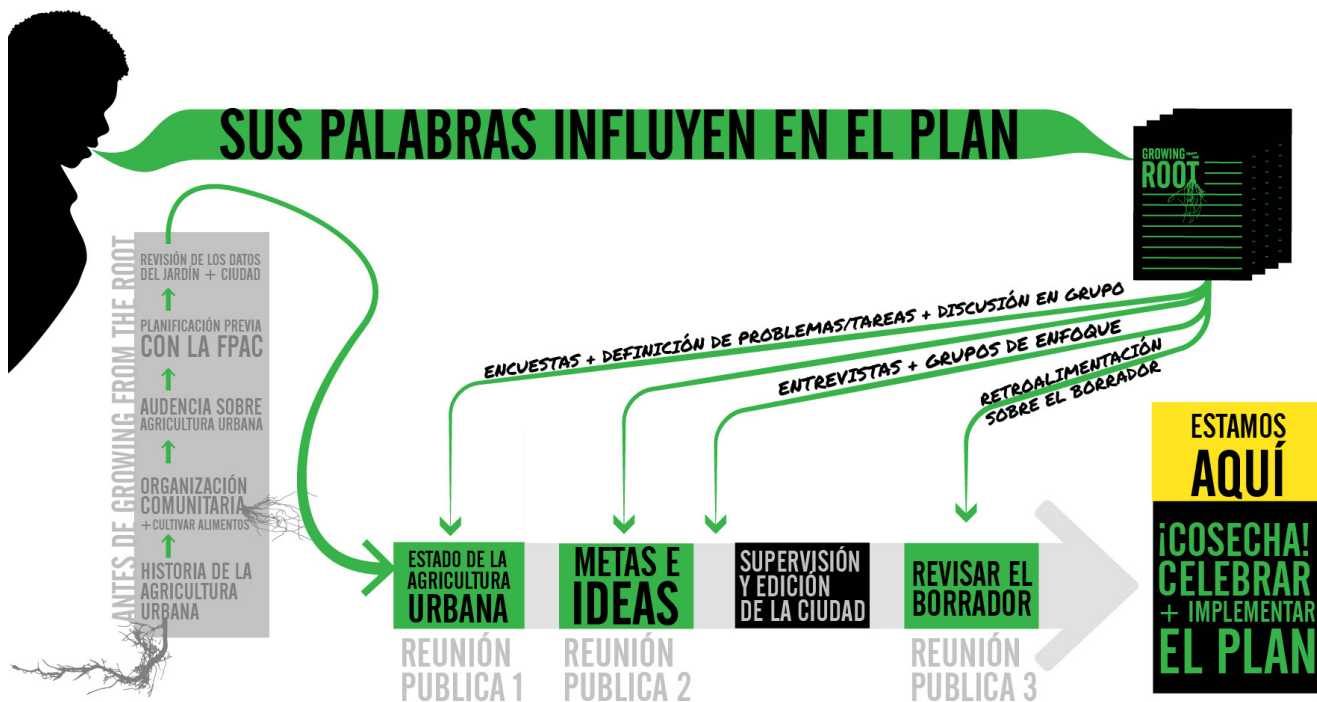 SUS PALABRAS INFLUYEN EN EL PLAN
GROWING
ROOT
ANTES DE GROWING FROM THE ROOT
REVISIÓN DE LOS DATOS
DEL JARDÍN + CIUDAD
PLANIFICACIÓN PREVIA
CON LA FPAC
AUDENCIA SOBRE
AGRICULTURA URBANA
ORGANIZACIÓN
COMUNITARIA
+ CULTIVAR ALIMENTOS
HISTORIA DE LA
AGRICULTURA
URBANA
ENCUESTAS + DEFINICIÓN DE PROBLEMAS/TAREAS + DISCUSIÓN EN GRUPO
ENTREVISTAS + GRUPOS DE ENFOQUE
RETROALIMENTACIÓN
SOBRE EL BORRADOR
ESTADO DE LA
AGRICULTURA
URBANA
REUNIÓN
PUBLICA 1
METAS E
IDEAS
REUNIÓN
PUBLICA 2
SUPERVISIÓN
Y EDICIÓN
DE LA CIUDAD
REVISAR EL
BORRADOR
REUNIÓN
PUBLICA 3
ESTAMOS
AQUÍ
¡COSECHA!
CELEBRAR
+ IMPLEMENTAR
EL PLAN